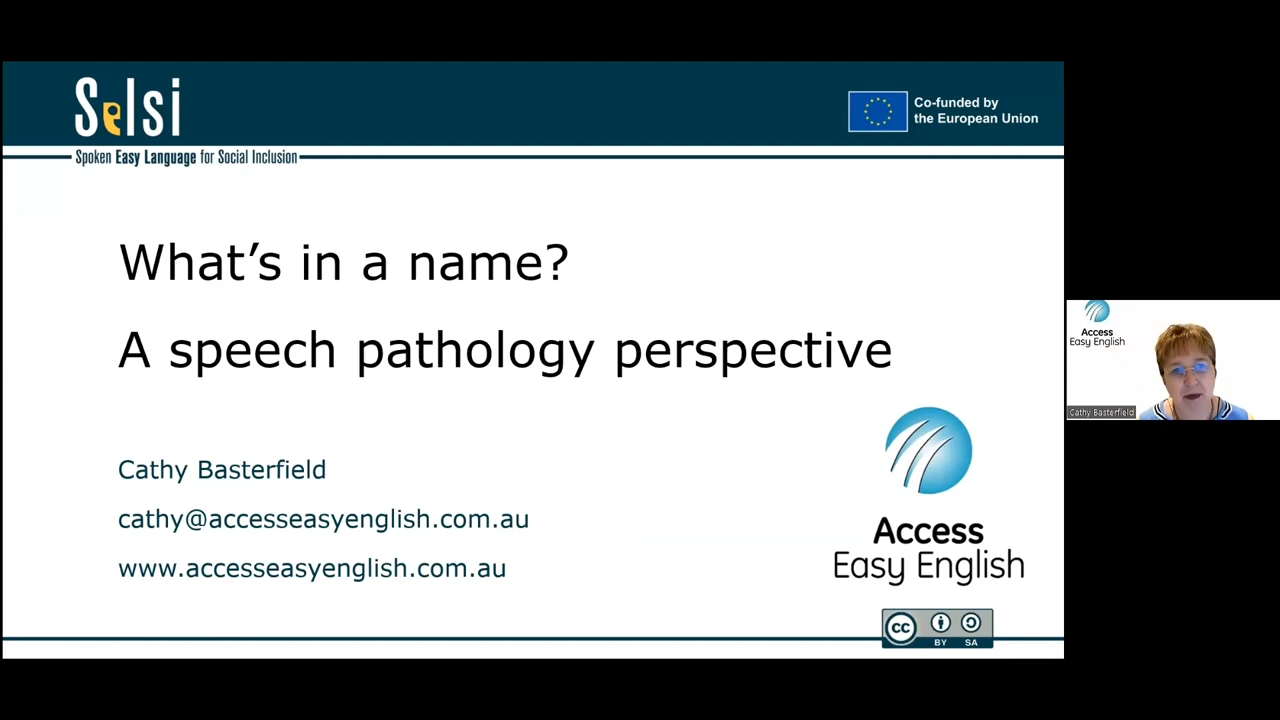 Selsi
Spoken Easy Language for Social Inclusion
Co-funded by
the European Union
What’s in a name?
A speech pathology perspective
Cathy Basterfield
cathy@accesseasyenglish.com.au
www.accesseasyenglish.com.au
Access
Easy English
CC
BY SA
Access
Easy English
Cathy Basterfield